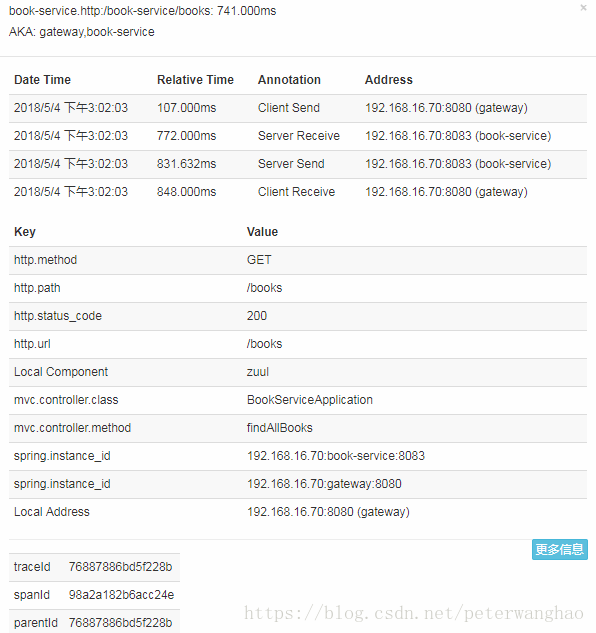 book-service.http:/book-service/books: 741.000ms
×
AKA: gateway,book-service
Date Time Relative Time Annotation Address
2018/5/4 下午3:02:03 107.000ms Client Send 192.168.16.70:8080 (gateway)
2018/5/4 下午3:02:03 772.000ms Server Receive 192.168.16.70:8083 (book-service)
2018/5/4 下午3:02:03 831.632ms Server Send 192.168.16.70:8083 (book-service)
2018/5/4 下午3:02:03 848.000ms Client Receive 192.168.16.70:8080 (gateway)
Key Value
http.method GET
http.path /books
http.status_code 200
http.url /books
Local Component zuul
mvc.controller.class BookServiceApplication
mvc.controller.method findAllBooks
spring.instance_id 192.168.16.70:book-service:8083
spring.instance_id 192.168.16.70:gateway:8080
Local Address 192.168.16.70:8080 (gateway)
更多信息
traceId 76887886bd5f228b
spanId 98a2a182b6acc24e
parentId 76887886bd5f228b
https://blog.csdn.net/peterwanghao